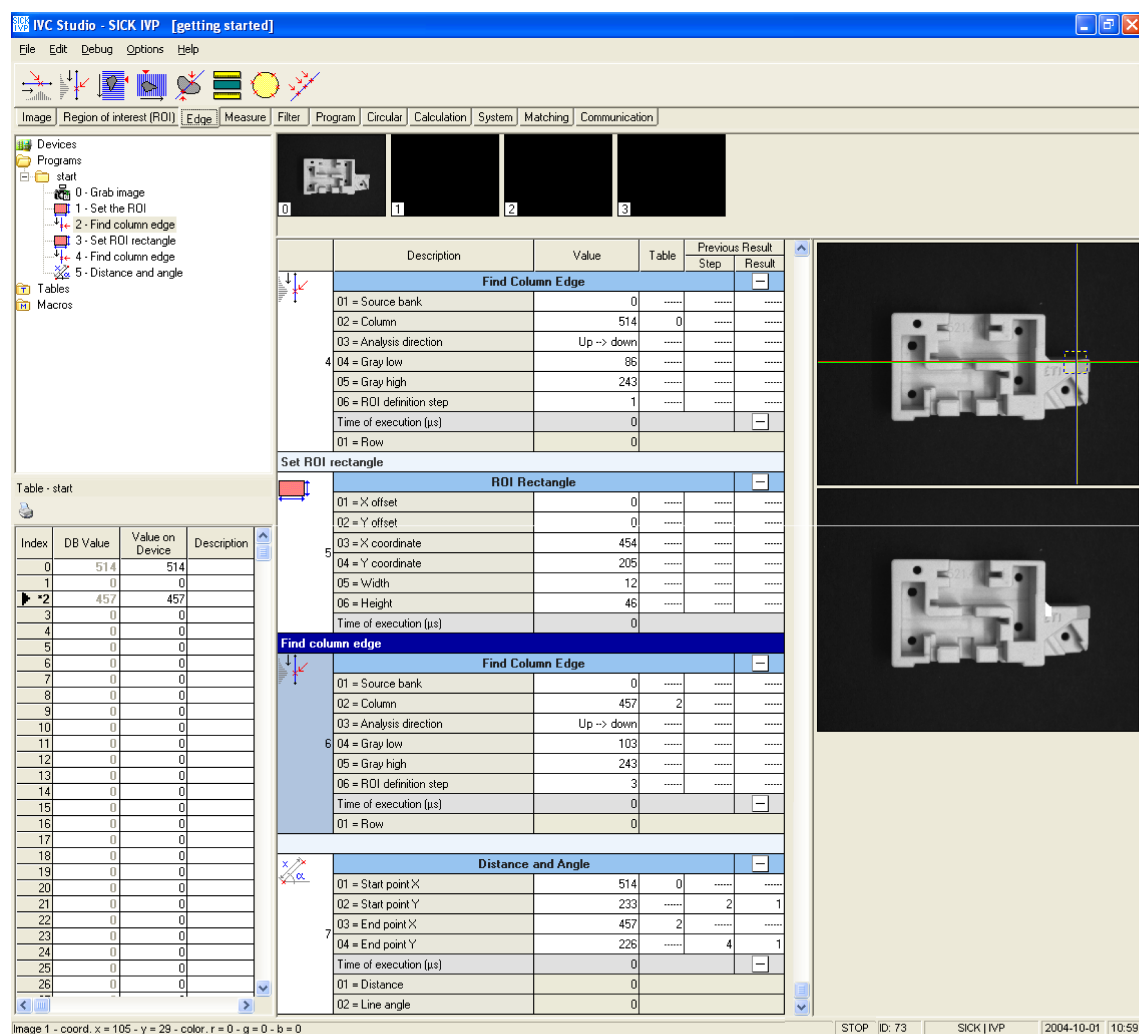 IVC Studio - SICK IVP [getting started]
File Edit Debug Options Help
Image Region of interest (ROI) Edge Measure Filter Program Circular Calculation System Matching Communication
Devices
Programs
start
0 - Grab image
1 - Set the ROI
2 - Find column edge
3 - Set ROI rectangle
4 - Find column edge
5 - Distance and angle
Tables
Macros
0 1 2 3
Description Value Table Previous Result
Step Result
Find Column Edge
01 = Source bank 0 ----- ----- -----
02 = Column 514 0 ----- -----
03 = Analysis direction Up --> down ----- ----- -----
4 04 = Gray low 86 ----- ----- -----
05 = Gray high 243 ----- ----- -----
06 = ROI definition step 1 ----- ----- -----
Time of execution (µs) 0
01 = Row 0
Set ROI rectangle
ROI Rectangle
01 = X offset 0 ----- ----- -----
02 = Y offset 0 ----- ----- -----
5 03 = X coordinate 454 ----- ----- -----
04 = Y coordinate 205 ----- ----- -----
05 = Width 12 ----- ----- -----
06 = Height 46 ----- ----- -----
Time of execution (µs) 0
Find column edge
Find Column Edge
01 = Source bank 0 ----- ----- -----
02 = Column 457 2 ----- -----
03 = Analysis direction Up --> down ----- ----- -----
6 04 = Gray low 103 ----- ----- -----
05 = Gray high 243 ----- ----- -----
06 = ROI definition step 3 ----- ----- -----
Time of execution (µs) 0
01 = Row 0
Distance and Angle
01 = Start point X 514 0 ----- -----
02 = Start point Y 233 ----- 2 1
7 03 = End point X 457 2 ----- -----
04 = End point Y 226 ----- 4 1
Time of execution (µs) 0
01 = Distance 0
02 = Line angle 0
Table - start
Index DB Value Value on Device Description
0 514 514
1 0 0
*2 457 457
3 0 0
4 0 0
5 0 0
6 0 0
7 0 0
8 0 0
9 0 0
10 0 0
11 0 0
12 0 0
13 0 0
14 0 0
15 0 0
16 0 0
17 0 0
18 0 0
19 0 0
20 0 0
21 0 0
22 0 0
23 0 0
24 0 0
25 0 0
26 0 0
Image 1 - coord. x = 105 - y = 29 - color. r = 0 - g = 0 - b = 0
STOP ID: 73 SICK | IVP 2004-10-01 10:59